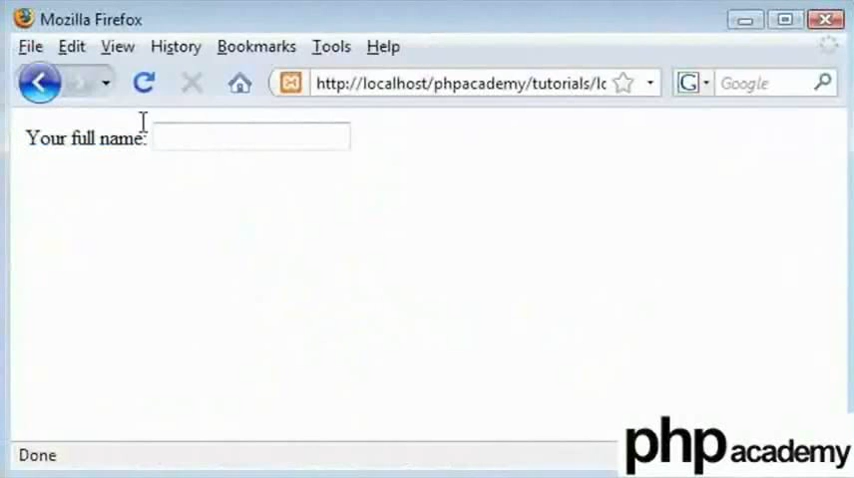 Mozilla Firefox
File Edit View History Bookmarks Tools Help
http://localhost/phpacademy/tutorials/lo Google
Your full name:
Done
php academy